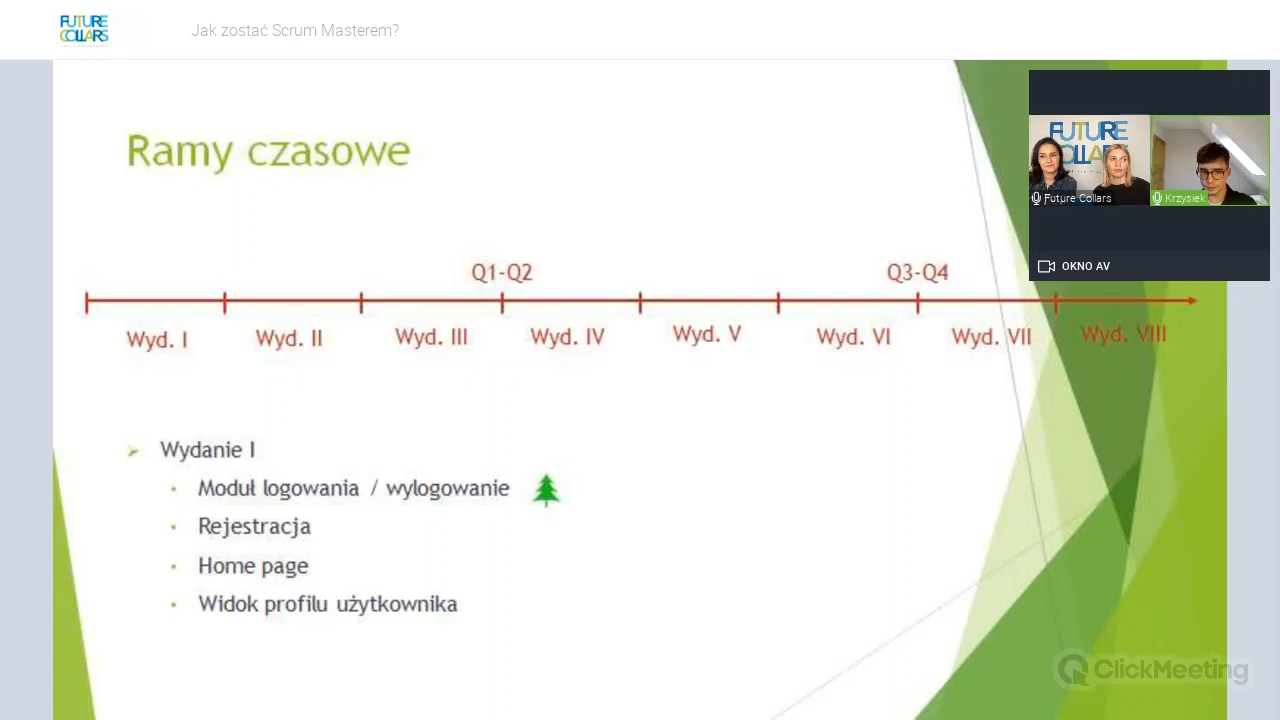 FUTURE
COLLARS
Jak zostać Scrum Masterem?
Ramy czasowe
Q1-Q2
Q3-Q4
Wyd. I
Wyd. II
Wyd. III
Wyd. IV
Wyd. V
Wyd. VI
Wyd. VII
Wyd. VIII
Wydanie I
Moduł logowania / wylogowanie
Rejestracja
Home page
Widok profilu użytkownika
FUTURE
COLLARS
Future Collars
Krzysiek
OKNO AV
ClickMeeting